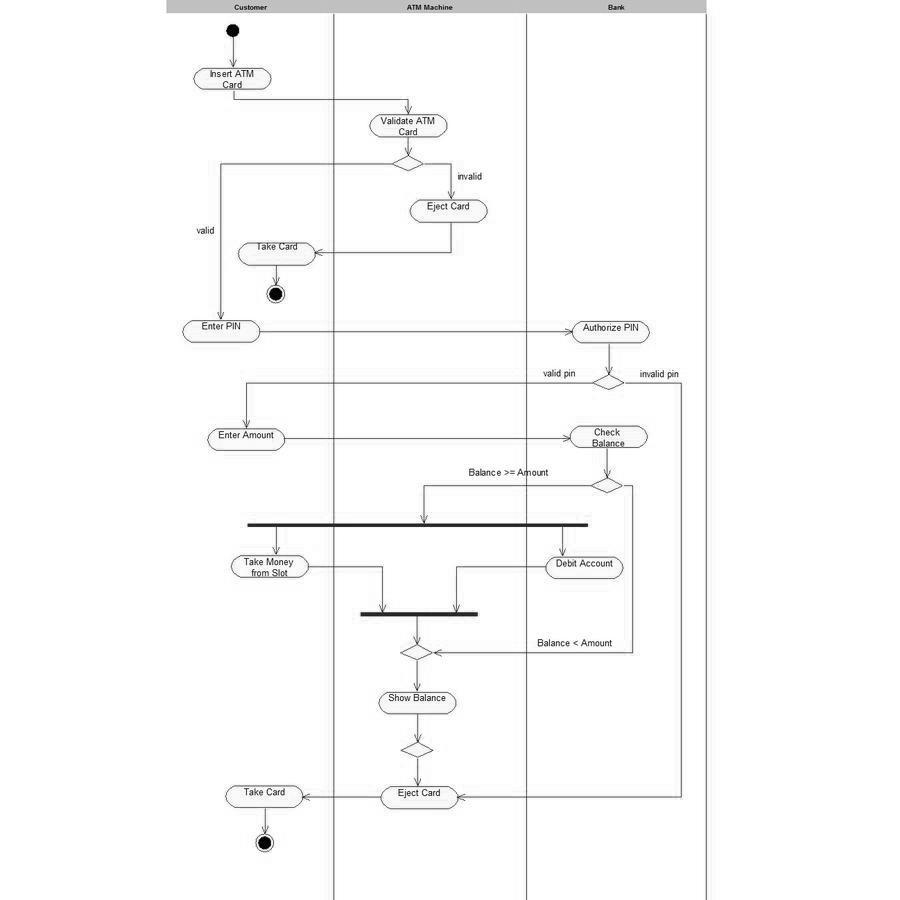 Customer
ATM Machine
Bank
Insert ATM
Card
Validate ATM
Card
invalid
Eject Card
valid
Take Card
Enter PIN
Authorize PIN
valid pin
invalid pin
Enter Amount
Check
Balance
Balance >= Amount
Take Money
from Slot
Debit Account
Balance < Amount
Show Balance
Take Card
Eject Card